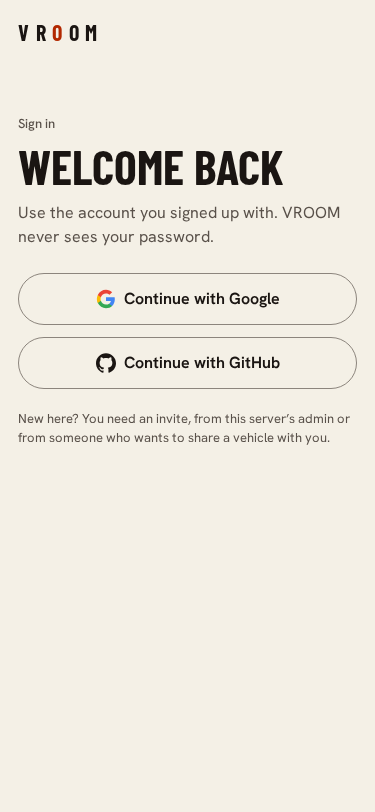 VROOM
Sign in
WELCOME BACK
Use the account you signed up with. VROOM
never sees your password.
Continue with Google
Continue with GitHub
New here? You need an invite, from this server’s admin or
from someone who wants to share a vehicle with you.